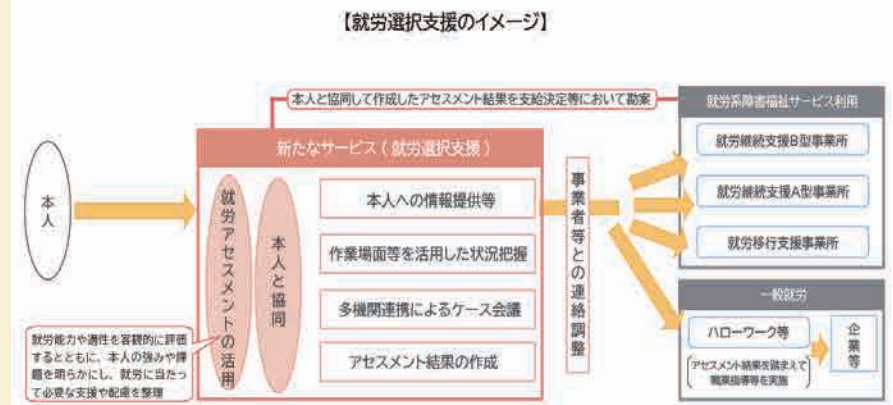 【就労選択支援のイメージ】
本人と協同して作成したアセスメント結果を支給決定等において勘案
就労系障害福祉サービス利用
就労継続支援B型事業所
就労継続支援A型事業所
就労移行支援事業所
新たなサービス(就労選択支援)
本人
就労アセスメントの活用
本人と協同
本人への情報提供等
作業場面等を活用した状況把握
多機関連携によるケース会議
アセスメント結果の作成
事業者等との連絡調整
一般就労
ハローワーク等
企業等
アセスメント結果を踏まえて
職業指導等を実施
就労能力や適性を客観的に評価
するとともに、本人の強みや課
題を明らかにし、就労に当たっ
て必要な支援や配慮を整理